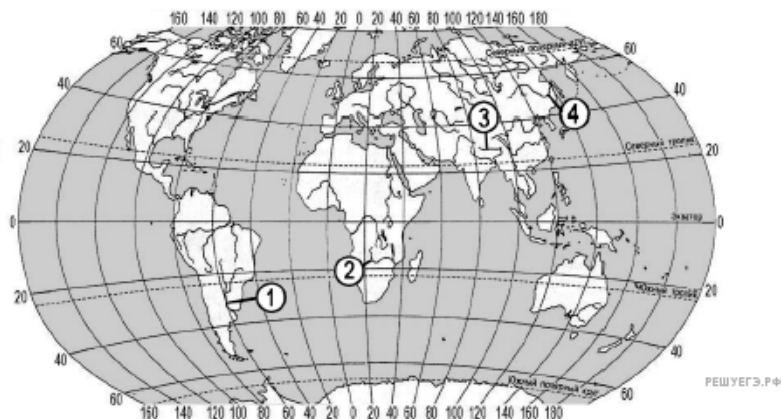 160 140 120 100 80 60 40 20 0 20 40 60 80 100 120 140 160 180
60 Северный полярный круг 60
40 40
3 4
20 Северный тропик 20
0 Экватор 0
2
20 1 Южный тропик 20
40 40
60 Южный полярный круг 60
160 140 120 100 80 60 40 20 0 20 40 60 80 100 120 140 160 180
РЕШУЕГЭ.РФ